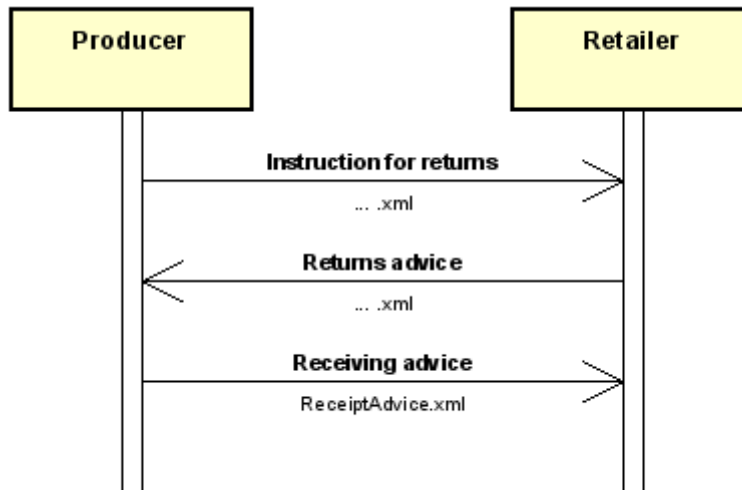 Producer
Retailer
Instruction for returns
... .xml
Returns advice
... .xml
Receiving advice
ReceiptAdvice.xml